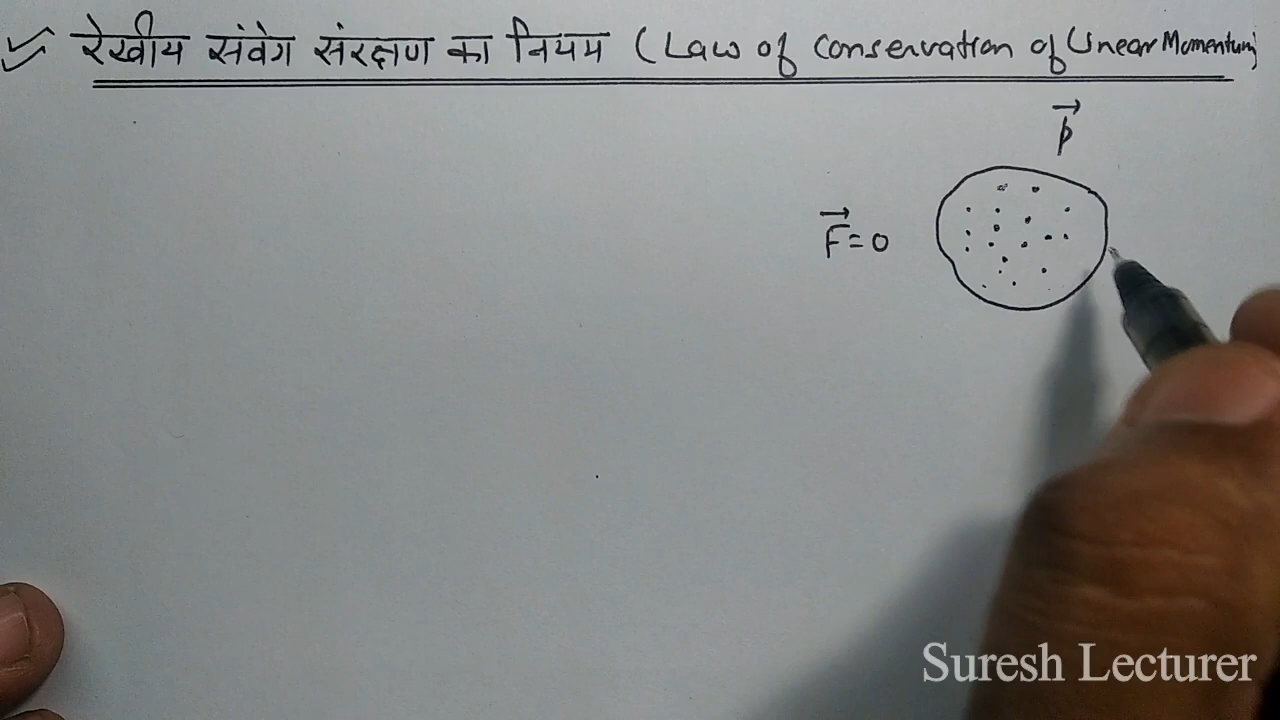 रेखीय संवेग संरक्षण का नियम (Law of Conservation of Linear Momentum)
p⃗
F⃗=0
Suresh Lecturer